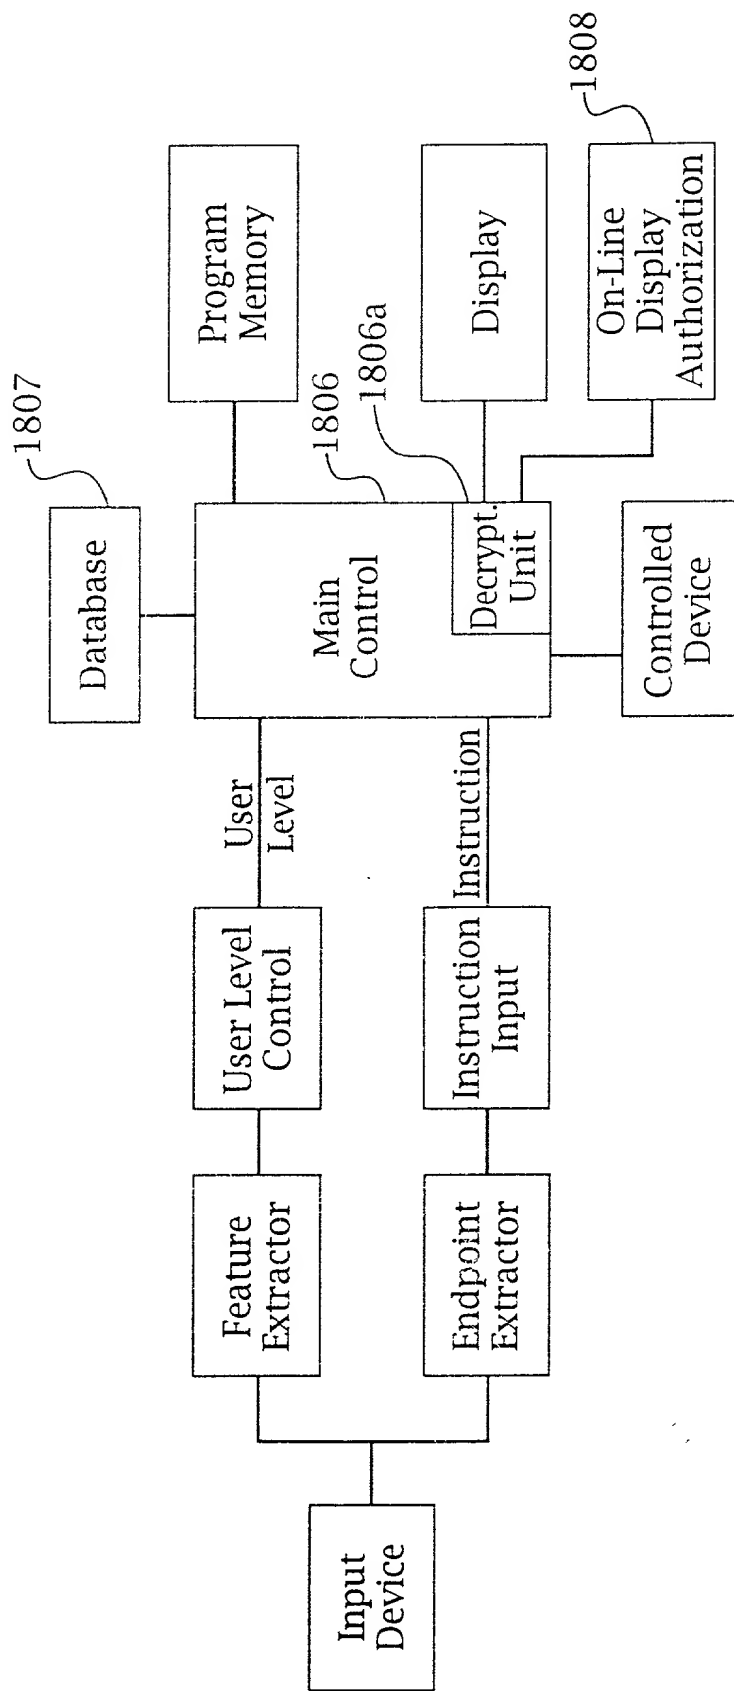 Input
Device
Feature
Extractor
User Level
Control
User
Level
Endpoint
Extractor
Instruction
Input
Instruction
Database
1807
Main
Control
1806
Decrypt.
Unit
1806a
Program
Memory
Display
On-Line
Display
Authorization
1808
Controlled
Device